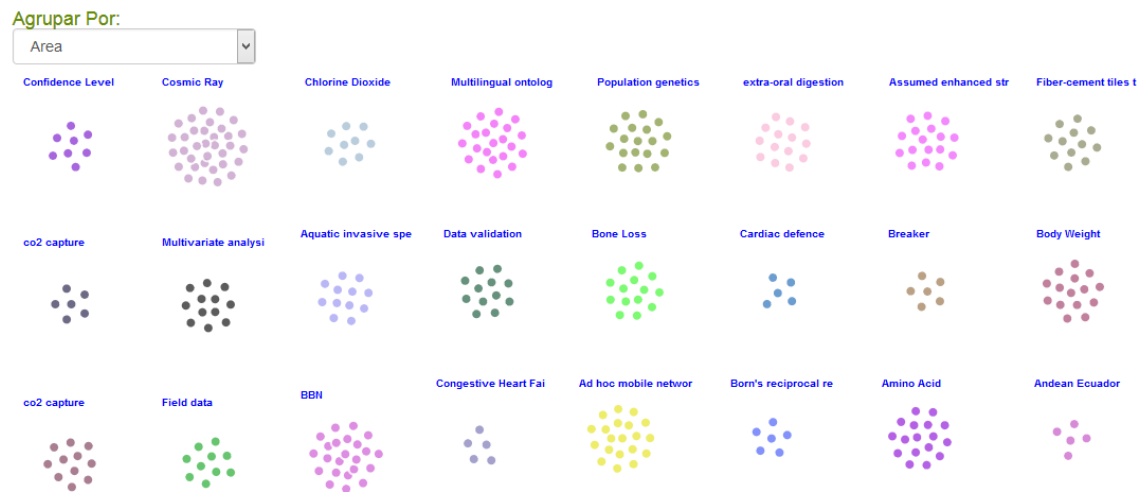 Agrupar Por:
Area
Confidence Level
Cosmic Ray
Chlorine Dioxide
Multilingual ontolog
Population genetics
extra-oral digestion
Assumed enhanced str
Fiber-cement tiles t
co2 capture
Multivariate analysi
Aquatic invasive spe
Data validation
Bone Loss
Cardiac defence
Breaker
Body Weight
co2 capture
Field data
BBN
Congestive Heart Fai
Ad hoc mobile networ
Born's reciprocal re
Amino Acid
Andean Ecuador